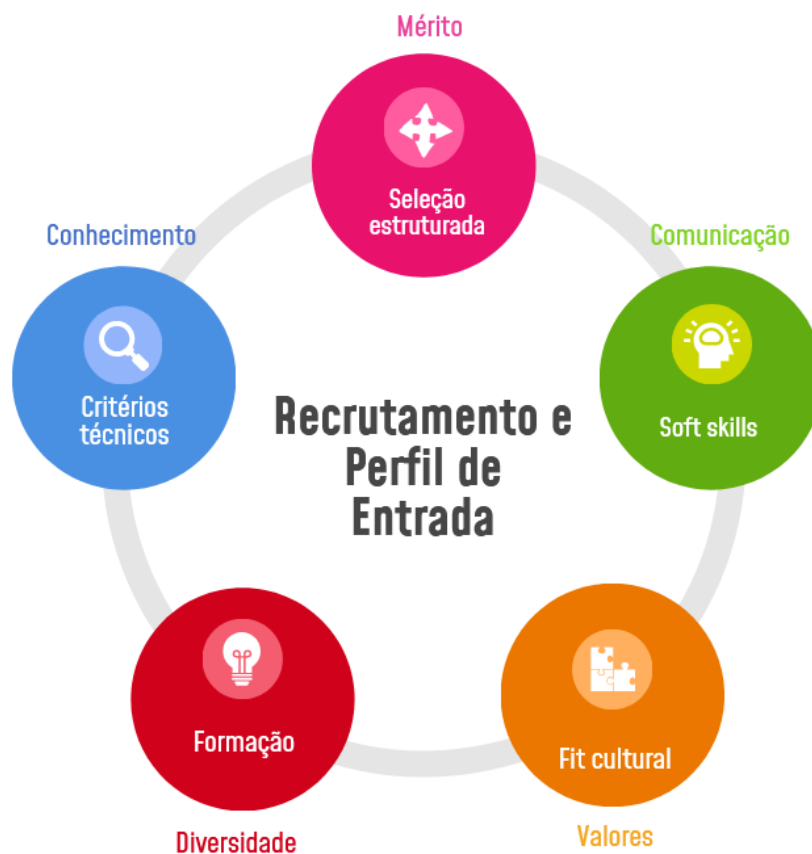 Mérito
Seleção
estruturada
Conhecimento
Critérios
técnicos
Comunicação
Soft skills
Recrutamento e
Perfil de
Entrada
Formação
Diversidade
Fit cultural
Valores